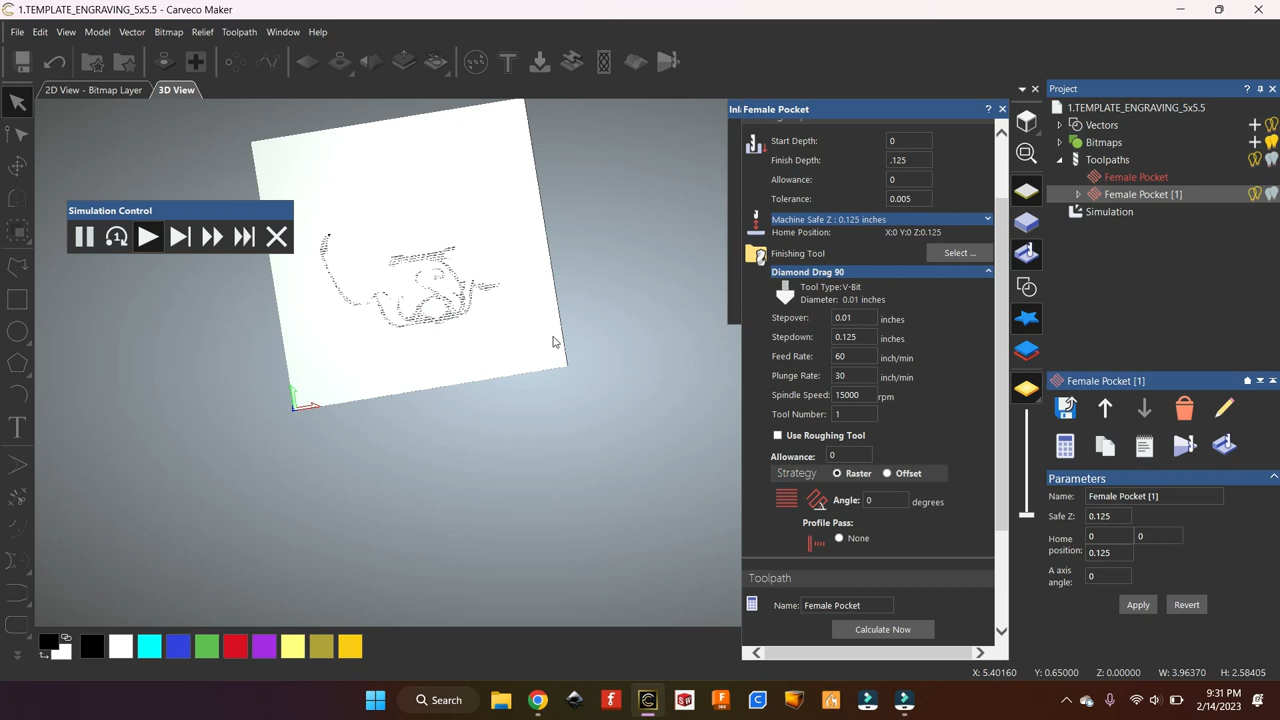 1.TEMPLATE_ENGRAVING_5x5.5 - Carveco Maker
File Edit View Model Vector Bitmap Relief Toolpath Window Help
2D View - Bitmap Layer
3D View
Simulation Control
Female Pocket
Start Depth: 0
Finish Depth: .125
Allowance: 0
Tolerance: 0.005
Machine Safe Z : 0.125 inches
Home Position: X:0 Y:0 Z:0.125
Finishing Tool Select ...
Diamond Drag 90
Tool Type: V-Bit
Diameter: 0.01 inches
Stepover: 0.01 inches
Stepdown: 0.125 inches
Feed Rate: 60 inch/min
Plunge Rate: 30 inch/min
Spindle Speed: 15000 rpm
Tool Number: 1
Use Roughing Tool
Allowance: 0
Strategy Raster Offset
Angle: 0 degrees
Profile Pass:
None
Toolpath
Name: Female Pocket
Calculate Now
Project
1.TEMPLATE_ENGRAVING_5x5.5
Vectors
Bitmaps
Toolpaths
Female Pocket
Female Pocket [1]
Simulation
Female Pocket [1]
Parameters
Name: Female Pocket [1]
Safe Z: 0.125
Home position: 0 0
0.125
A axis angle: 0
Apply Revert
X: 5.40160 Y: 0.65000 Z: 0.00000 W: 3.96370 H: 2.58405
Search
9:31 PM
2/14/2023